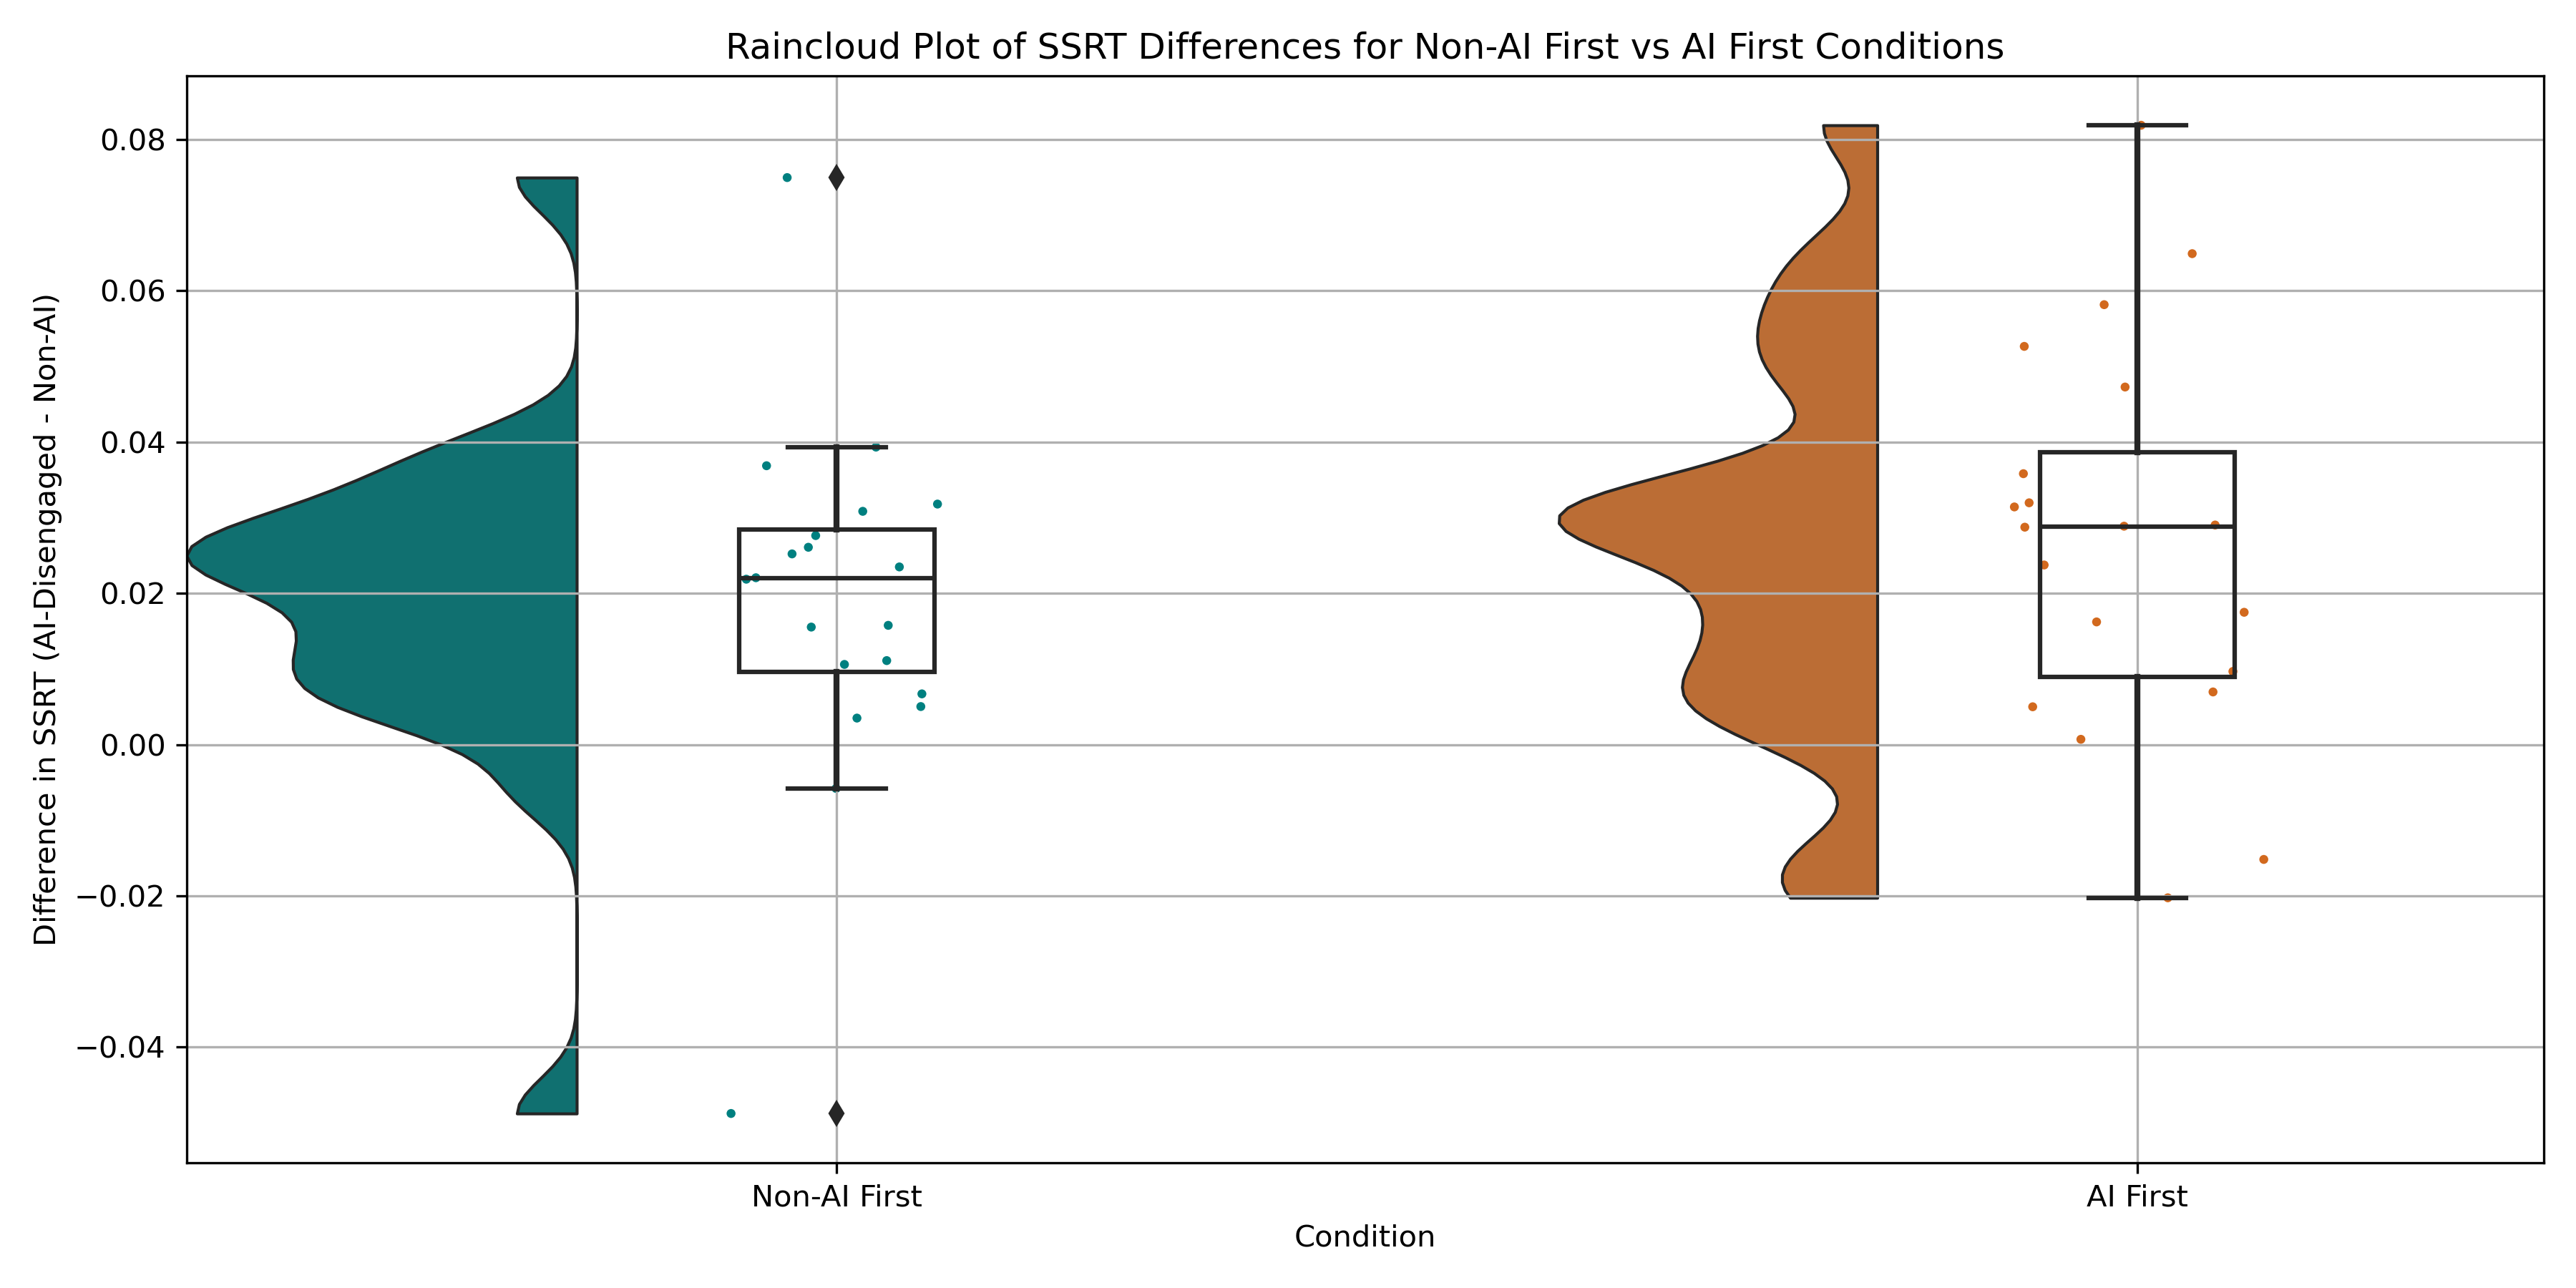 Raincloud Plot of SSRT Differences for Non-AI First vs AI First Conditions
Difference in SSRT (AI-Disengaged - Non-AI)
0.08
0.06
0.04
0.02
0.00
−0.02
−0.04
Non-AI First
AI First
Condition